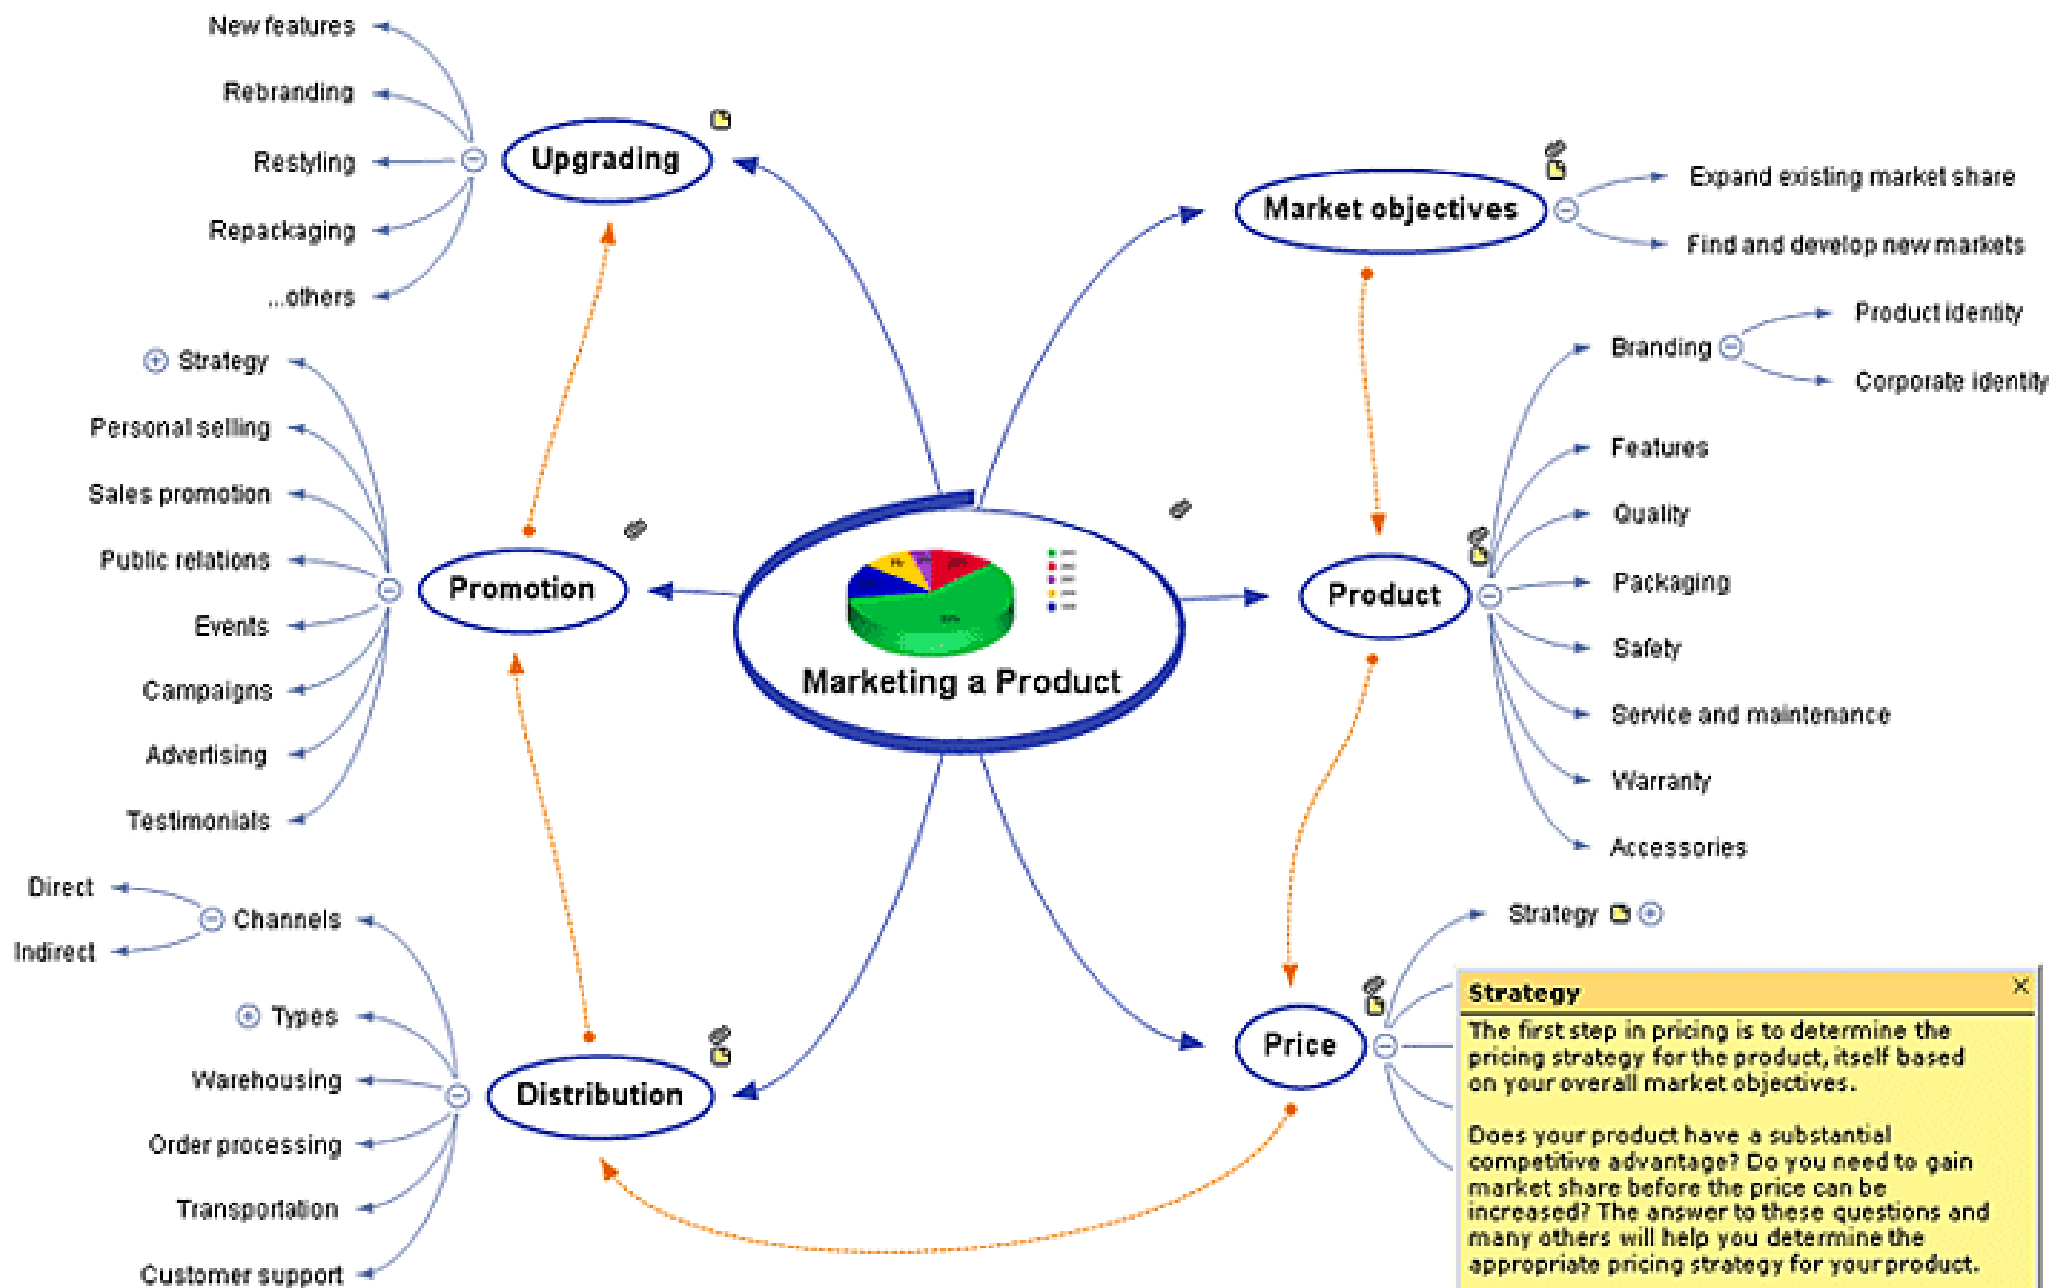 New features
Rebranding
Restyling
Repackaging
...others
Upgrading
Market objectives
Expand existing market share
Find and develop new markets
Branding
Product identity
Corporate identity
Features
Quality
Packaging
Safety
Service and maintenance
Warranty
Accessories
Product
Marketing a Product
Promotion
Strategy
Personal selling
Sales promotion
Public relations
Events
Campaigns
Advertising
Testimonials
Channels
Direct
Indirect
Types
Warehousing
Order processing
Transportation
Customer support
Distribution
Price
Strategy
Strategy
The first step in pricing is to determine the
pricing strategy for the product, itself based
on your overall market objectives.
Does your product have a substantial
competitive advantage? Do you need to gain
market share before the price can be
increased? The answer to these questions and
many others will help you determine the
appropriate pricing strategy for your product.